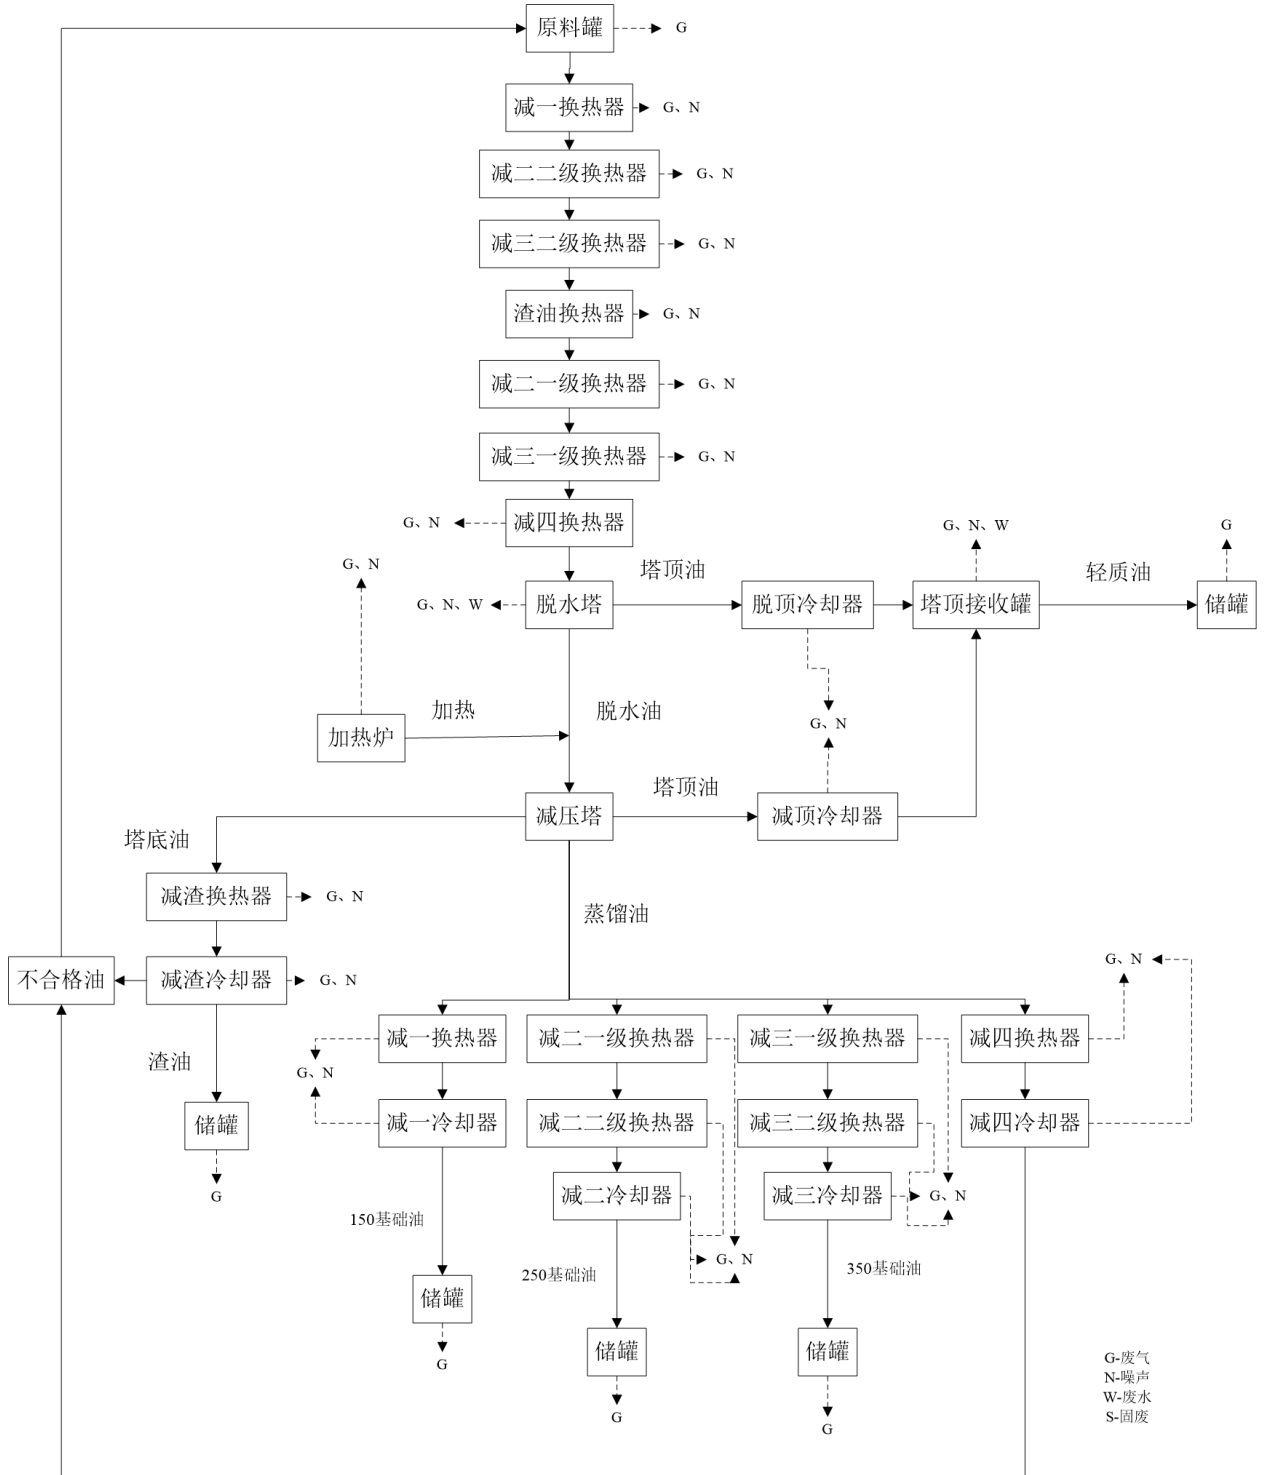 原料罐
G
减一换热器
G、N
减二二级换热器
G、N
减三二级换热器
G、N
渣油换热器
G、N
减二一级换热器
G、N
减三一级换热器
G、N
减四换热器
G、N
G、N
G、N、W
脱水塔
塔顶油
脱顶冷却器
G、N、W
塔顶接收罐
轻质油
G
储罐
加热炉
加热
脱水油
G、N
减压塔
塔顶油
减顶冷却器
塔底油
减渣换热器
G、N
蒸馏油
不合格油
减渣冷却器
G、N
G、N
渣油
储罐
G
减一换热器
减二一级换热器
减三一级换热器
减四换热器
G、N
减一冷却器
减二二级换热器
减三二级换热器
减四冷却器
减二冷却器
减三冷却器
G、N
150基础油
250基础油
G、N
350基础油
储罐
G
储罐
G
储罐
G
G-废气
N-噪声
W-废水
S-固废